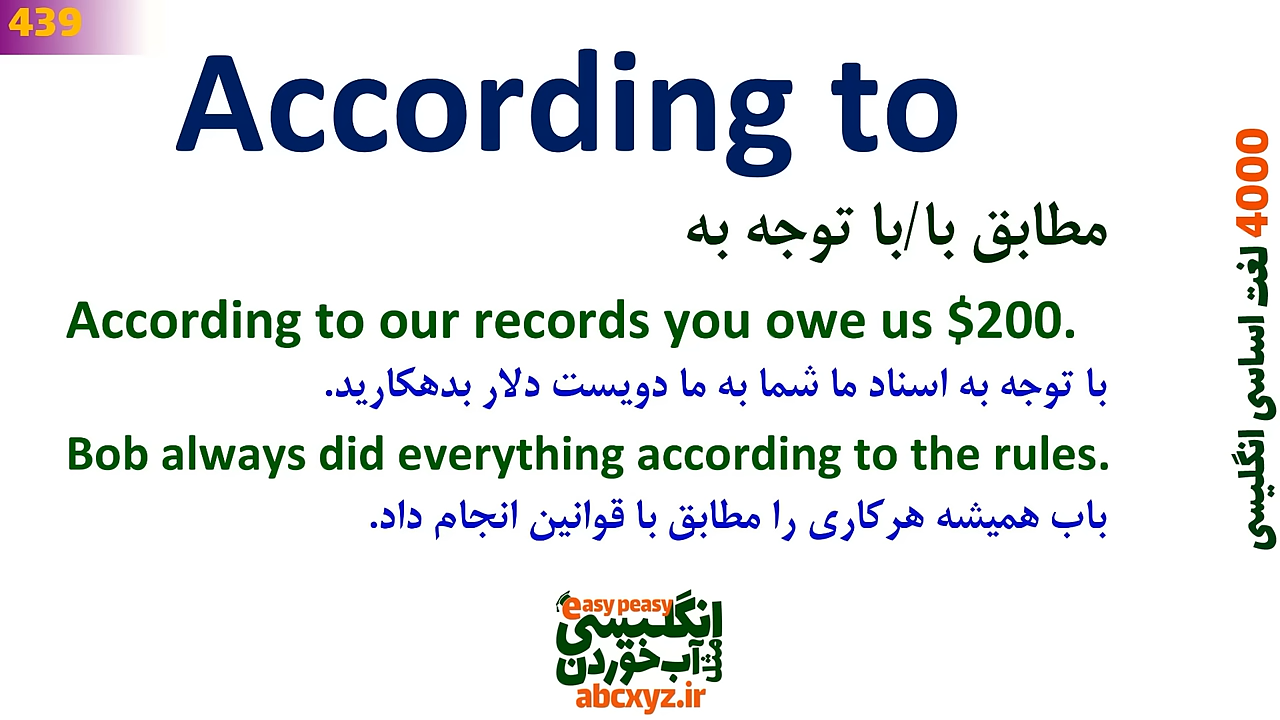 439
According to
مطابق با/با توجه به
According to our records you owe us $200.
با توجه به اسناد ما شما به ما دویست دلار بدهکارید.
Bob always did everything according to the rules.
باب همیشه هرکاری را مطابق با قوانین انجام داد.
4000 لغت اساسی انگلیسی
easy peasy
انگلیسی
مثل آب خوردن
abcxyz.ir